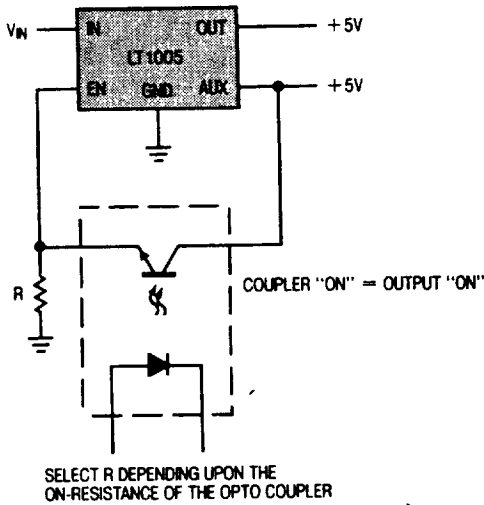 VIN
IN
OUT
+5V
LT1005
EN
GND
AUX
+5V
R
COUPLER "ON" = OUTPUT "ON"
SELECT R DEPENDING UPON THE
ON-RESISTANCE OF THE OPTO COUPLER